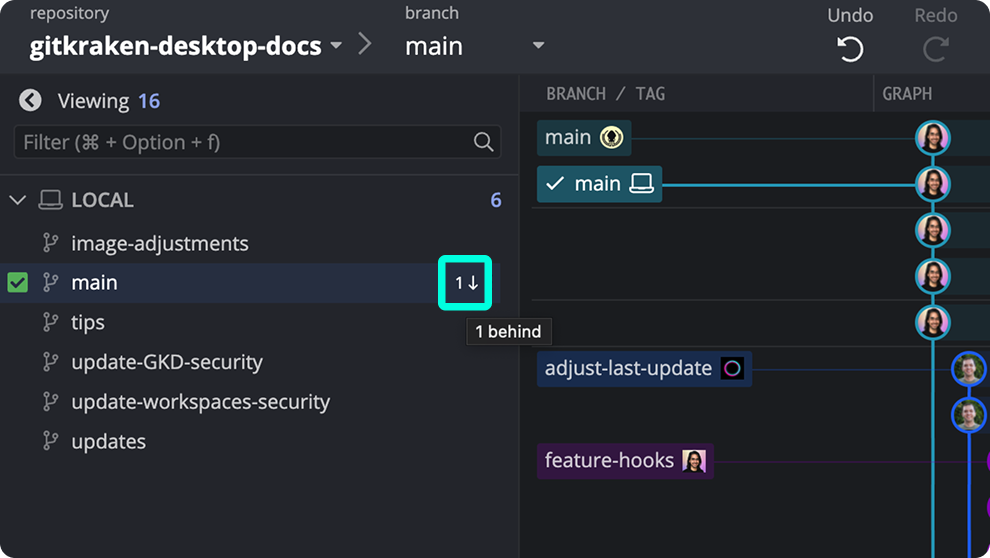 repository
gitkraken-desktop-docs
branch
main
Undo
Redo
Viewing 16
Filter (⌘ + Option + f)
LOCAL 6
image-adjustments
main 1↓
1 behind
tips
update-GKD-security
update-workspaces-security
updates
BRANCH / TAG
GRAPH
main
main
adjust-last-update
feature-hooks